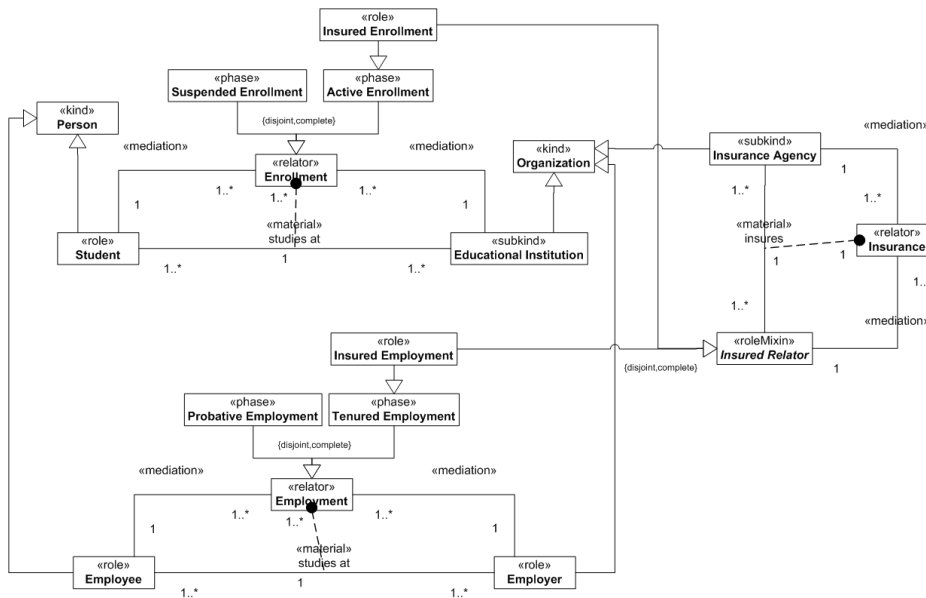 «role»
Insured Enrollment
«phase»
Suspended Enrollment
«phase»
Active Enrollment
{disjoint,complete}
«kind»
Person
«mediation»
«relator»
Enrollment
«mediation»
«kind»
Organization
«subkind»
Insurance Agency
«mediation»
1
1..*
1..*
1..*
1
1
1..*
1..*
«material»
studies at
«role»
Student
1..*
1
1..*
«subkind»
Educational Institution
«material»
insures
1
1
«relator»
Insurance
1..
1..*
«mediation»
«roleMixin»
Insured Relator
1
{disjoint,complete}
«role»
Insured Employment
«phase»
Probative Employment
«phase»
Tenured Employment
{disjoint,complete}
«mediation»
«relator»
Employment
«mediation»
1
1..*
1..*
1..*
1
«material»
studies at
«role»
Employee
1..*
1
1..*
«role»
Employer